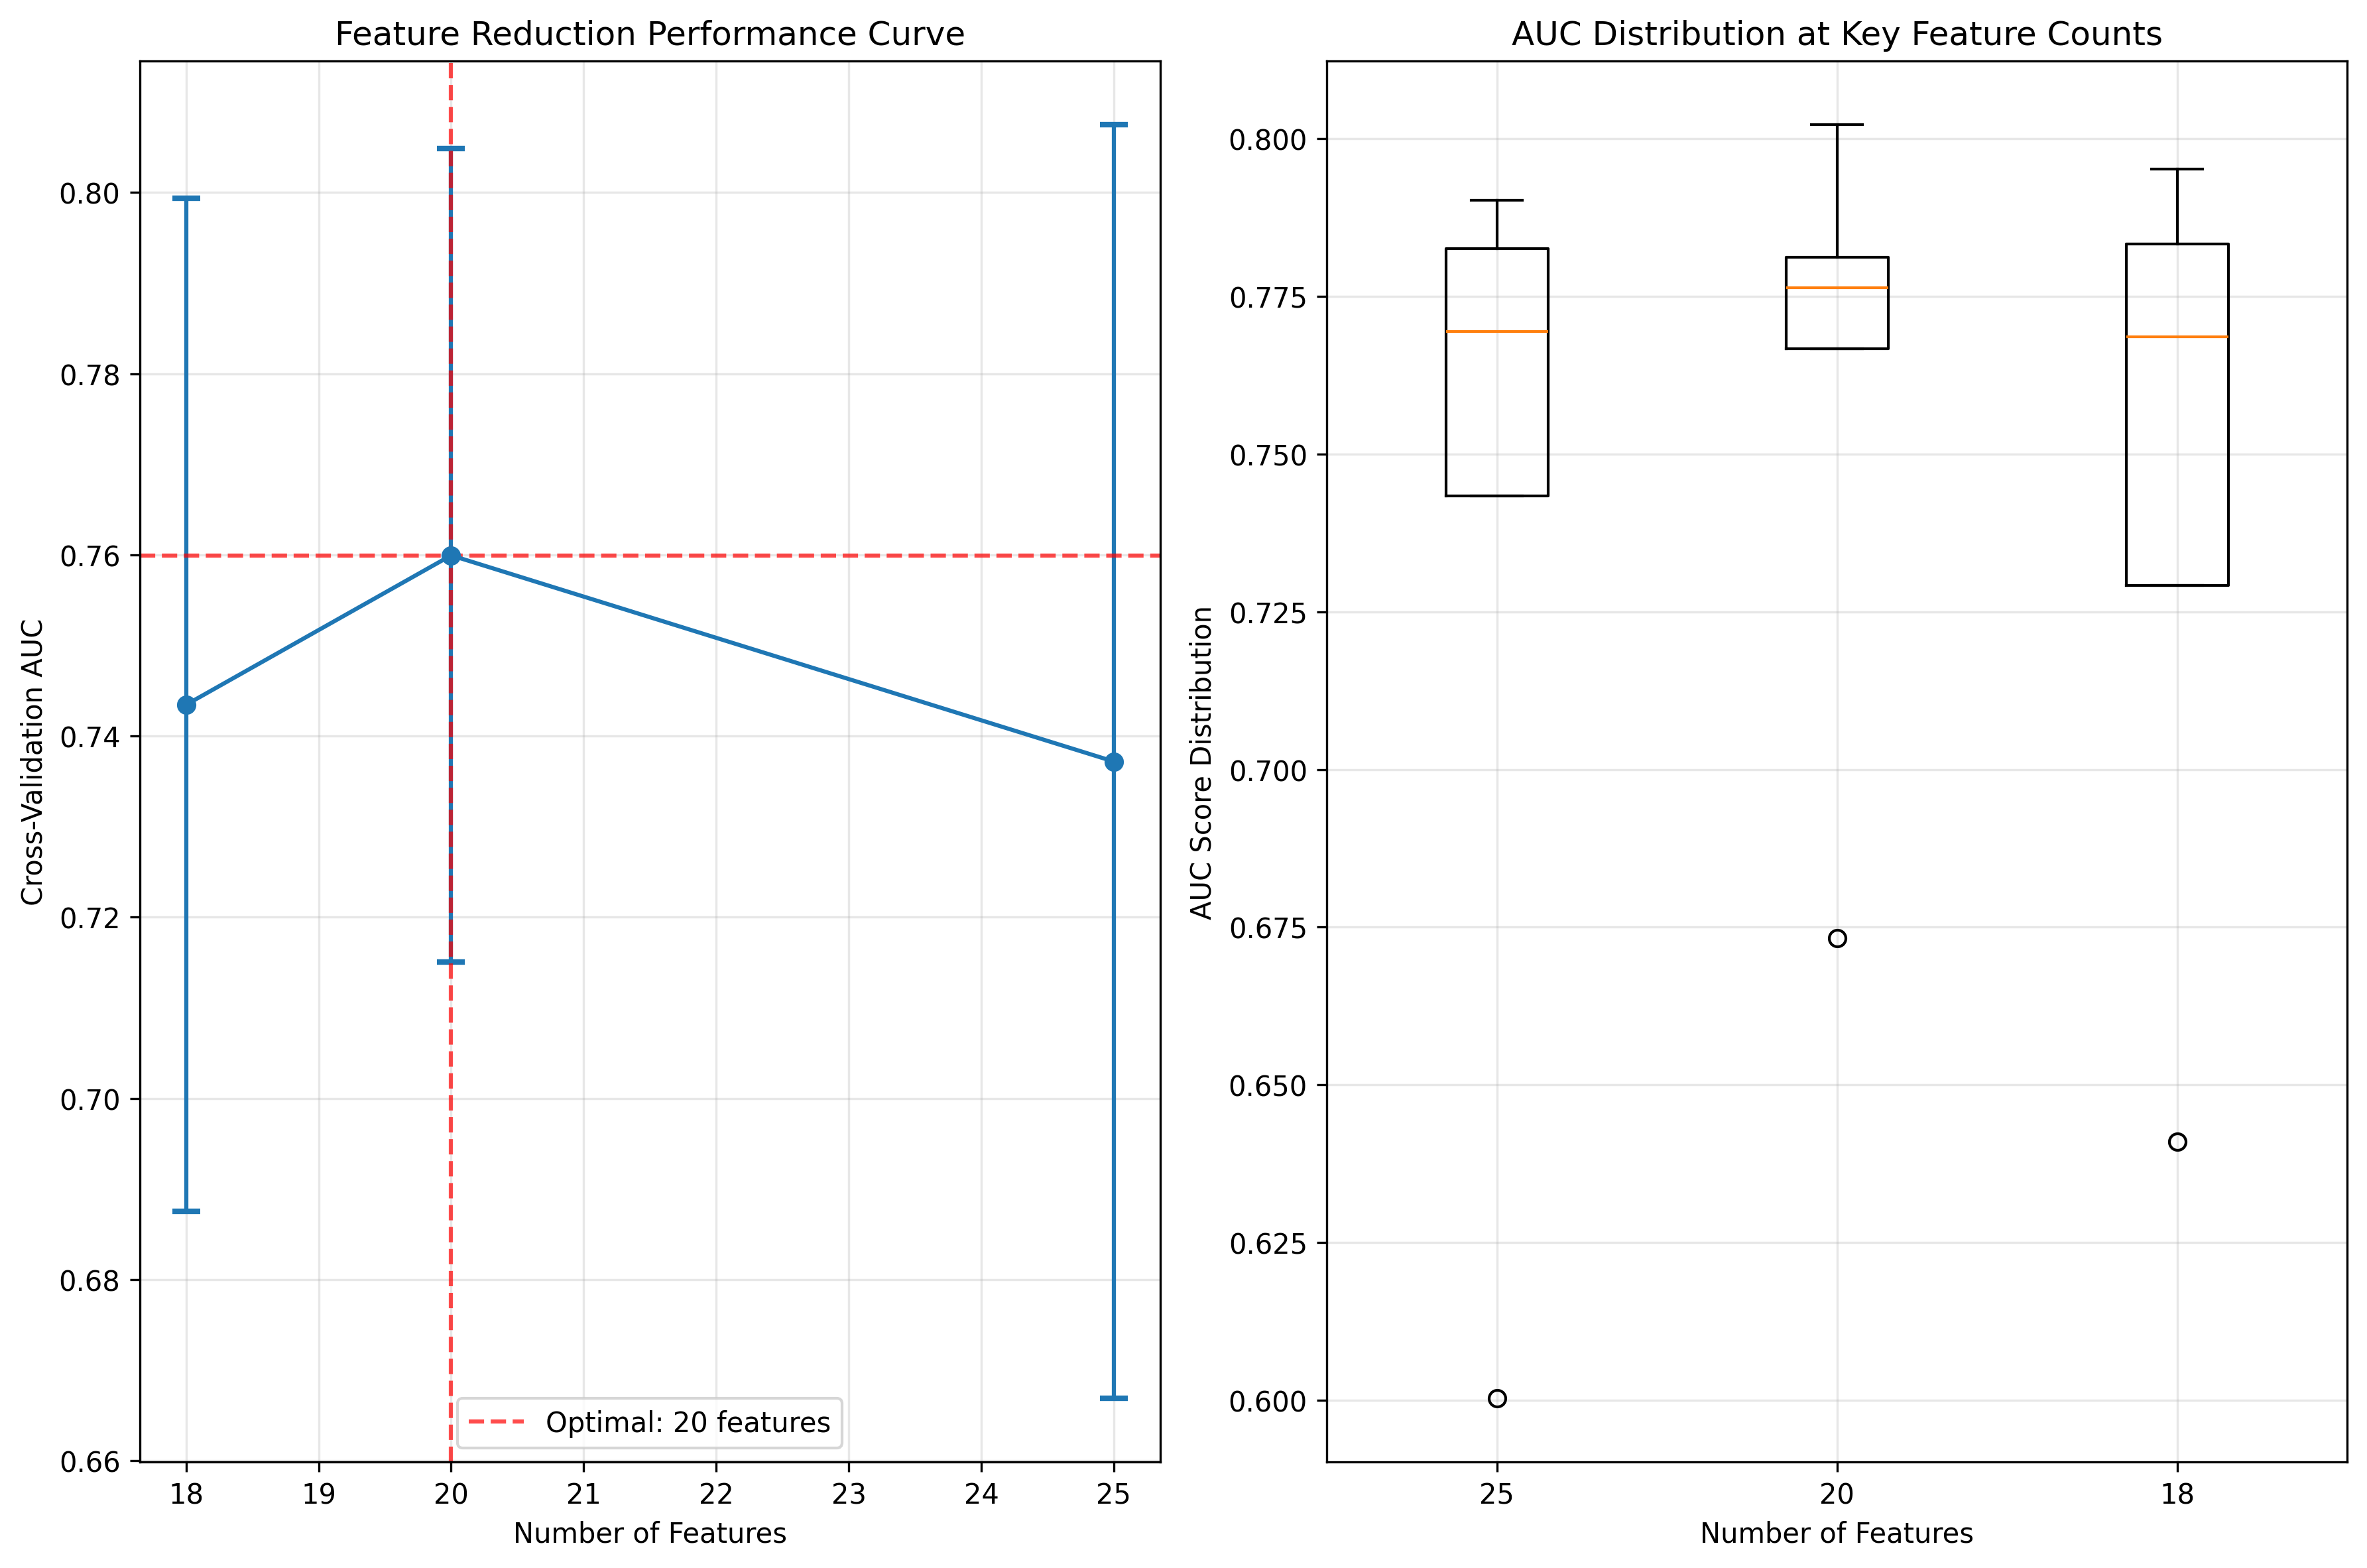 Feature Reduction Performance Curve
Cross-Validation AUC
0.80
0.78
0.76
0.74
0.72
0.70
0.68
0.66
Optimal: 20 features
18 19 20 21 22 23 24 25
Number of Features
AUC Distribution at Key Feature Counts
AUC Score Distribution
0.800
0.775
0.750
0.725
0.700
0.675
0.650
0.625
0.600
25 20 18
Number of Features